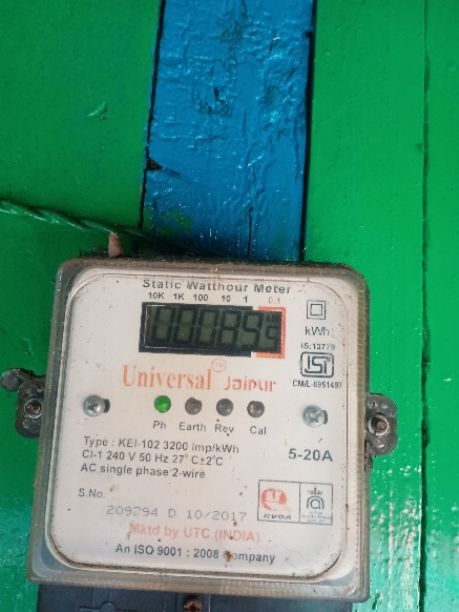 Static Watthour Meter
10K 1K 100 10 1 0.1
kWh
IS:13779
Universal Jaipur
Ph Earth Rev Cal
Type : KEI-102 3200 Imp/kWh
5-20A
Cl-1 240 V 50 Hz 27°C±2°C
AC single phase 2-wire
S.No.
209294 D 10/2017
Mktd by UTC (INDIA)
An ISO 9001 : 2008 Company